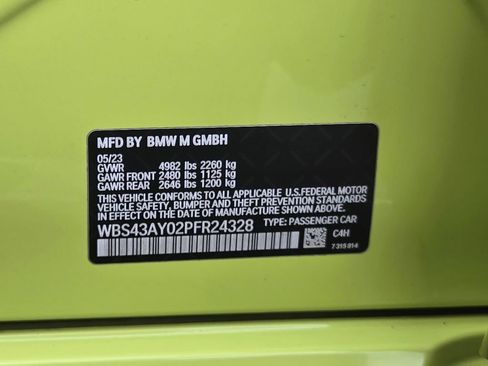 MFD BY BMW M GMBH
05/23
GVWR 4982 lbs 2260 kg
GAWR FRONT 2480 lbs 1125 kg
GAWR REAR 2646 lbs 1200 kg
THIS VEHICLE CONFORMS TO ALL APPLICABLE U.S.FEDERAL MOTOR
VEHICLE SAFETY, BUMPER AND THEFT PREVENTION STANDARDS
IN EFFECT ON THE DATE OF MANUFACTURE SHOWN ABOVE.
WBS43AY02PFR24328 TYPE: PASSENGER CAR
C4H
7 315 814